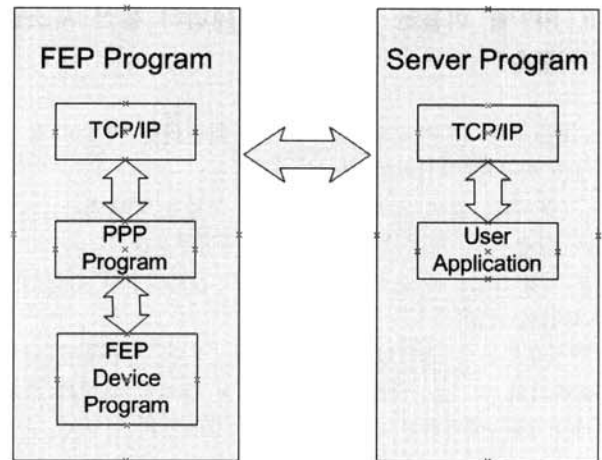 FEP Program
TCP/IP
PPP
Program
FEP
Device
Program
Server Program
TCP/IP
User
Application